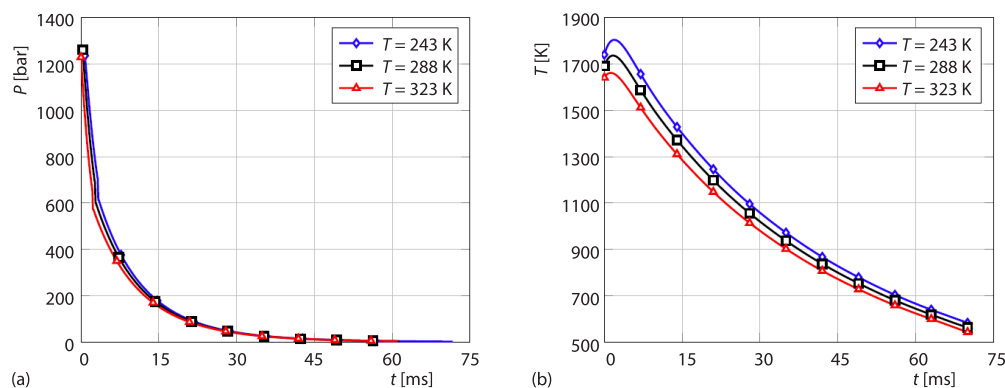 1400
1200
1000
800
600
400
200
0
P [bar]
T = 243 K
T = 288 K
T = 323 K
0 15 30 45 60 75
t [ms]
(a)
1900
1700
1500
1300
1100
900
700
500
T [K]
T = 243 K
T = 288 K
T = 323 K
0 15 30 45 60 75
t [ms]
(b)